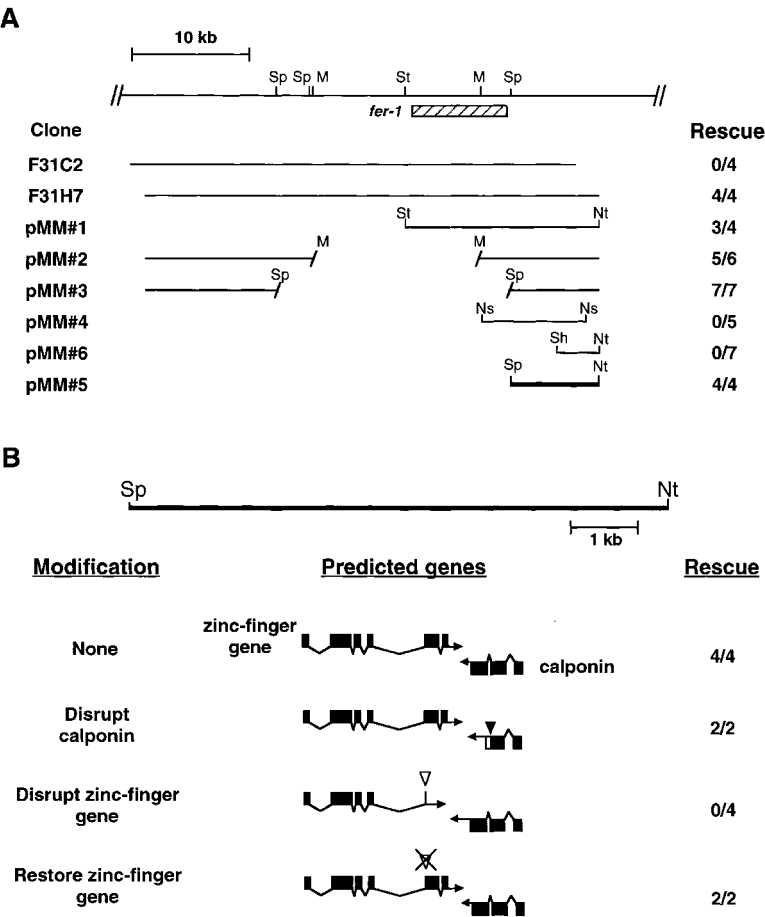 A
10 kb
Sp Sp M St M Sp
fer-1
Clone Rescue
F31C2 0/4
F31H7 4/4
St Nt
pMM#1 3/4
M M
pMM#2 5/6
Sp Sp
pMM#3 7/7
Ns Ns
pMM#4 0/5
Sh Nt
pMM#6 0/7
Sp Nt
pMM#5 4/4
B
Sp Nt
1 kb
Modification Predicted genes Rescue
None zinc-finger gene calponin 4/4
Disrupt calponin 2/2
Disrupt zinc-finger gene 0/4
Restore zinc-finger gene 2/2